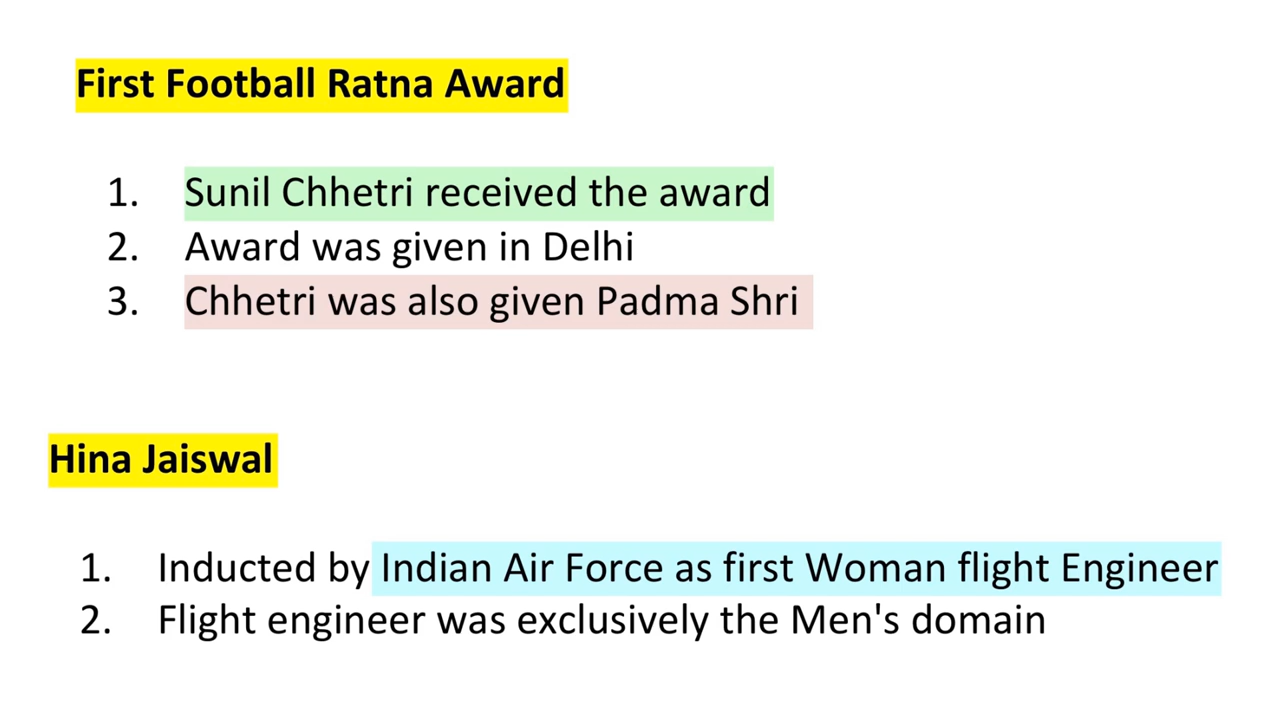 First Football Ratna Award
1. Sunil Chhetri received the award
2. Award was given in Delhi
3. Chhetri was also given Padma Shri
Hina Jaiswal
1. Inducted by Indian Air Force as first Woman flight Engineer
2. Flight engineer was exclusively the Men's domain